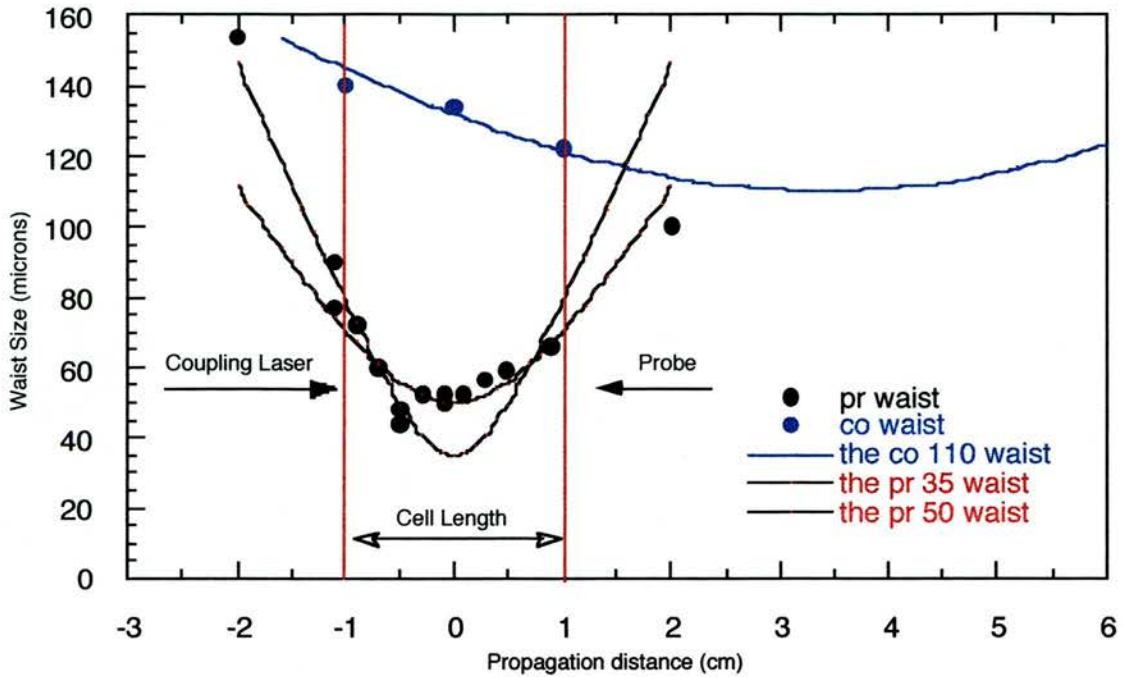 160
140
120
100
80
60
40
20
0
Waist Size (microns)
Coupling Laser
Probe
Cell Length
pr waist
co waist
the co 110 waist
the pr 35 waist
the pr 50 waist
-3 -2 -1 0 1 2 3 4 5 6
Propagation distance (cm)